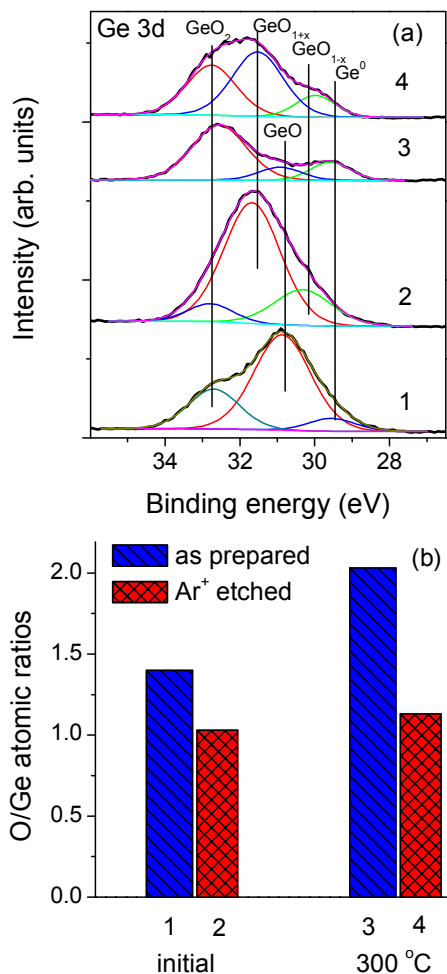 Ge 3d
GeO₂
GeO₁₊ₓ
(a)
GeO₁₋ₓ
Ge⁰
4
GeO
3
2
1
Intensity (arb. units)
34 32 30 28
Binding energy (eV)
as prepared
(b)
Ar⁺ etched
2.0
1.5
1.0
0.5
0.0
O/Ge atomic ratios
1 2 3 4
initial 300 °C